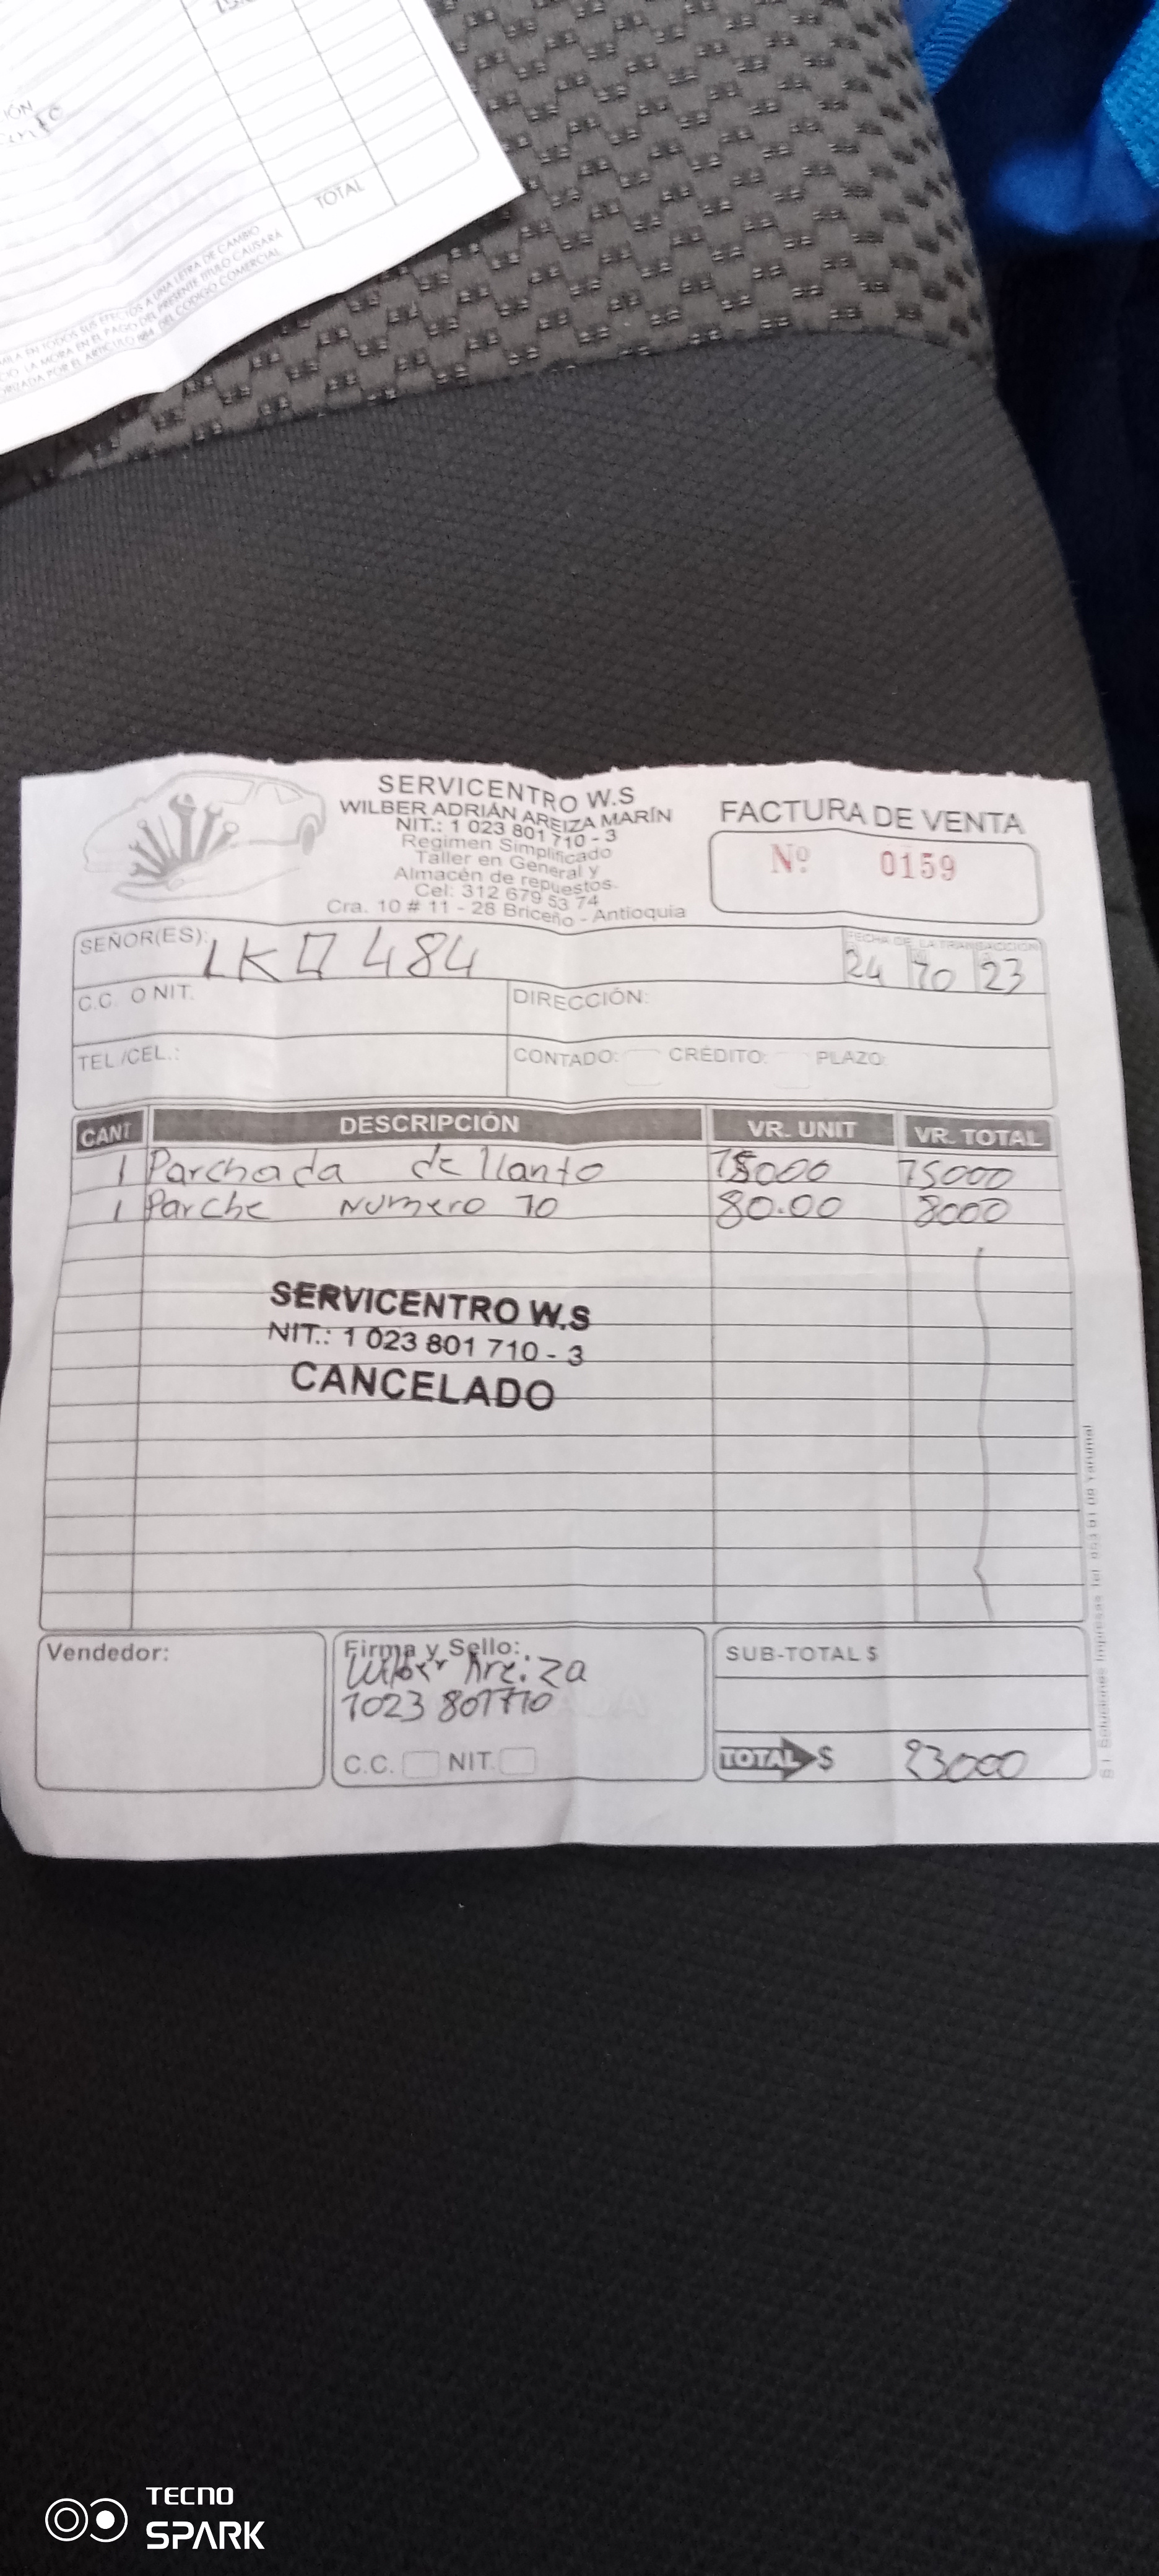 TOTAL
SERVICENTRO W.S
WILBER ADRIÁN AREIZA MARÍN
NIT.: 1 023 801 710 - 3
Regimen Simplificado
Taller en General y
Almacén de repuestos.
Cel: 312 679 53 74
Cra. 10 # 11 - 28 Briceño - Antioquia
FACTURA DE VENTA
Nº 0159
SEÑOR(ES): LKQ 484
FECHA DE LA TRANSACCIÓN
24 10 23
C.C. O NIT. DIRECCIÓN:
TEL./CEL.: CONTADO: CRÉDITO: PLAZO:
CANT DESCRIPCIÓN VR. UNIT VR. TOTAL
1 Parchada de llanta 15000 15000
1 Parche Numero 10 80.00 8000
SERVICENTRO W.S
NIT.: 1 023 801 710 - 3
CANCELADO
Vendedor:
Firma y Sello:
Wilber Areiza
1023 801710
C.C. NIT.
SUB-TOTAL $
TOTAL $ 23000
TECNO
SPARK